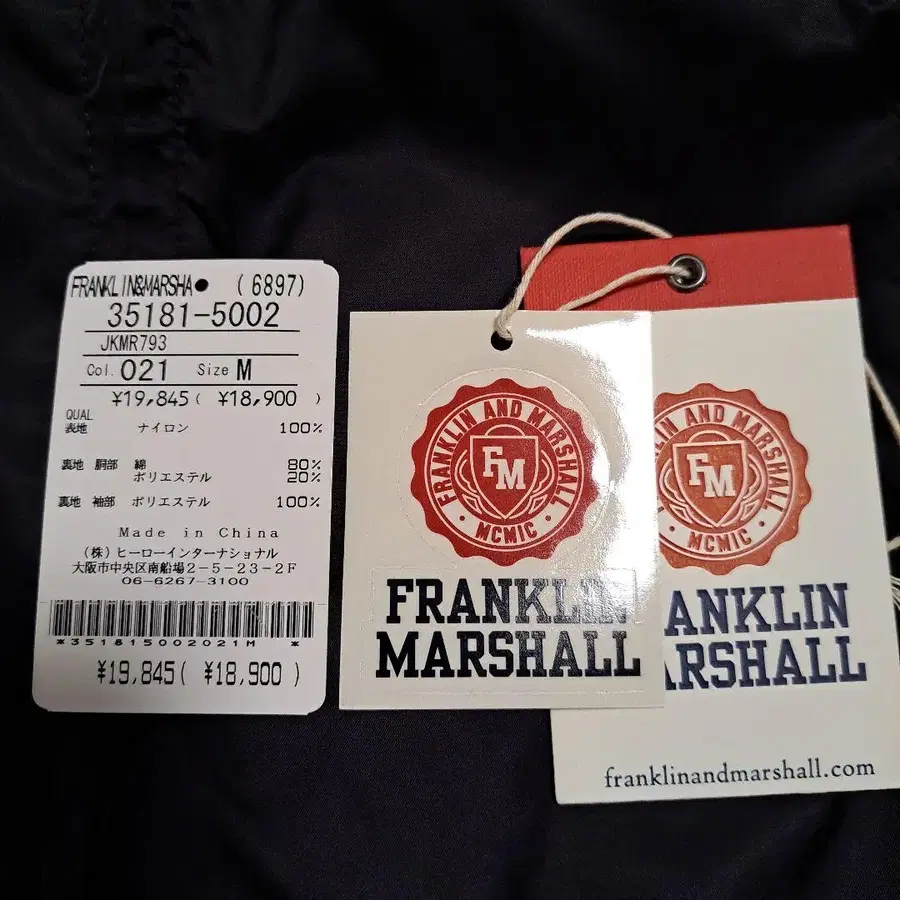 FRANKLIN&MARSHA● (6897)
35181-5002
JKMR793
Col. 021 Size M
¥19,845( ¥18,900 )
QUAL
表地 ナイロン 100%
裏地 胴部 綿 80%
ポリエステル 20%
裏地 袖部 ポリエステル 100%
Made in China
(株)ヒーローインターナショナル
大阪市中央区南船場2-5-23-2F
06-6267-3100
*351815002021M *
¥19,845( ¥18,900 )
FRANKLIN AND MARSHALL
FM
• MCMIC •
FRANKLIN
MARSHALL
LIN AND MARSHALL
FM
MCMIC •
ANKLIN
ARSHALL
franklinandmarshall.com